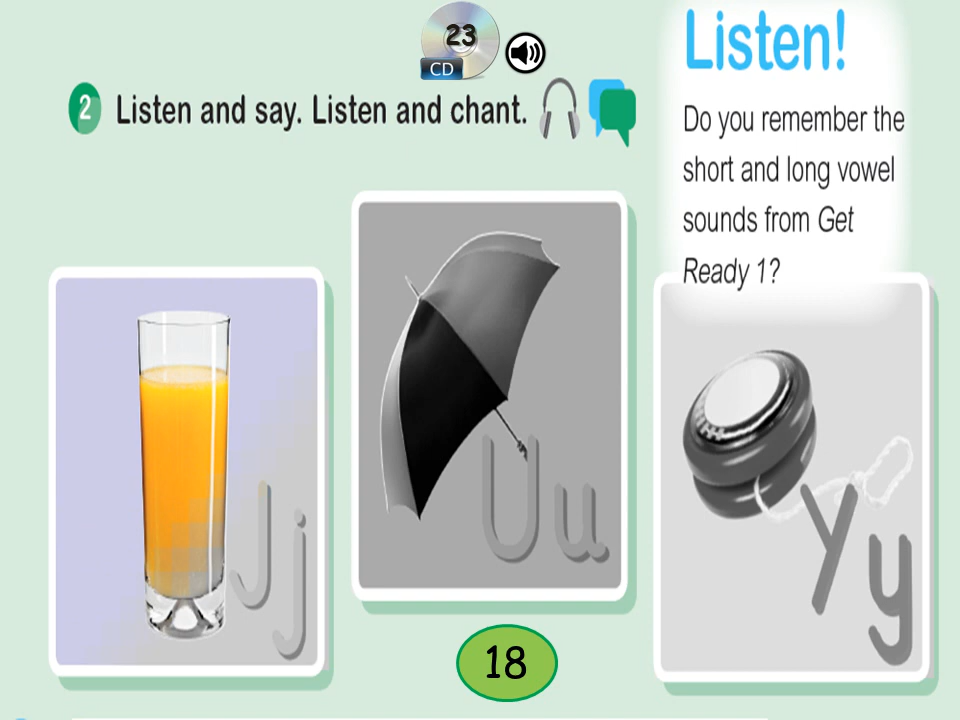 23
CD
2 Listen and say. Listen and chant.
Listen!
Do you remember the
short and long vowel
sounds from Get
Ready 1?
Jj
Uu
Yy
18